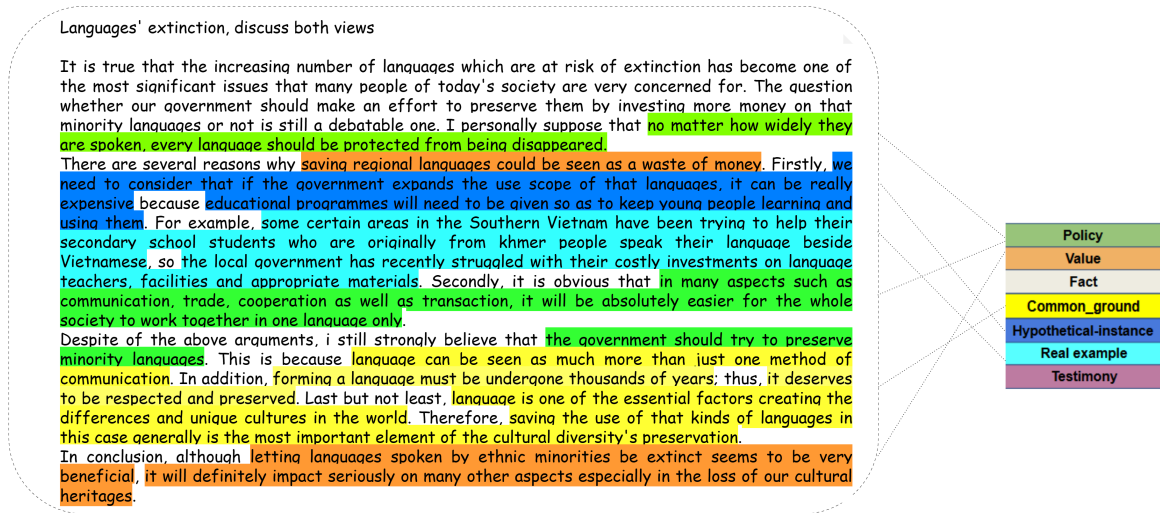 Languages' extinction, discuss both views
It is true that the increasing number of languages which are at risk of extinction has become one of
the most significant issues that many people of today's society are very concerned for. The question
whether our government should make an effort to preserve them by investing more money on that
minority languages or not is still a debatable one. I personally suppose that no matter how widely they
are spoken, every language should be protected from being disappeared.
There are several reasons why saving regional languages could be seen as a waste of money. Firstly, we
need to consider that if the government expands the use scope of that languages, it can be really
expensive because educational programmes will need to be given so as to keep young people learning and
using them. For example, some certain areas in the Southern Vietnam have been trying to help their
secondary school students who are originally from khmer people speak their language beside
Vietnamese, so the local government has recently struggled with their costly investments on language
teachers, facilities and appropriate materials. Secondly, it is obvious that in many aspects such as
communication, trade, cooperation as well as transaction, it will be absolutely easier for the whole
society to work together in one language only.
Despite of the above arguments, i still strongly believe that the government should try to preserve
minority languages. This is because language can be seen as much more than just one method of
communication. In addition, forming a language must be undergone thousands of years; thus, it deserves
to be respected and preserved. Last but not least, language is one of the essential factors creating the
differences and unique cultures in the world. Therefore, saving the use of that kinds of languages in
this case generally is the most important element of the cultural diversity's preservation.
In conclusion, although letting languages spoken by ethnic minorities be extinct seems to be very
beneficial, it will definitely impact seriously on many other aspects especially in the loss of our cultural
heritages.
Policy
Value
Fact
Common_ground
Hypothetical-instance
Real example
Testimony